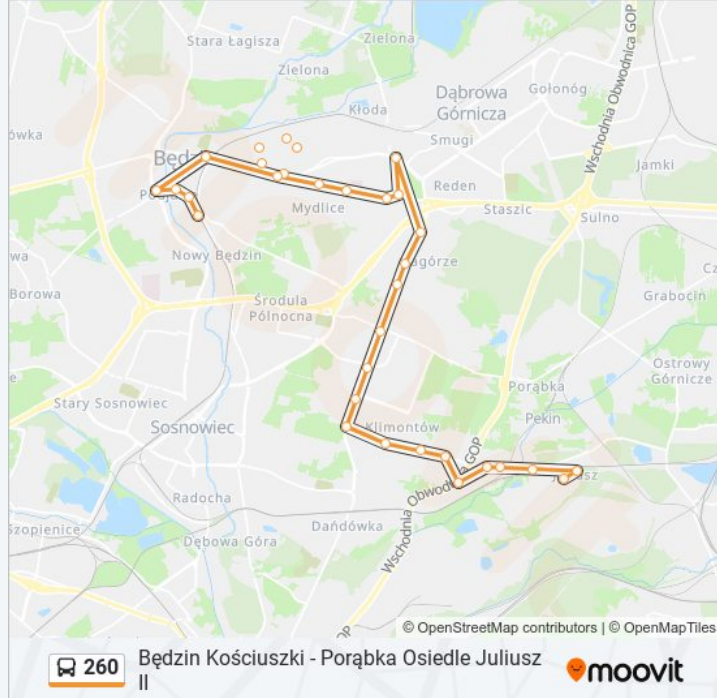 Stara Łagisza
Zielona
Zielona
Kłoda
Dąbrowa
Górnicza
Gołonóg
Wschodnia Obwodnica GOP
ówka
Smugi
Jamki
Reden
Mydlice
Staszic
Sulno
Nowy Będzin
wa
Borowa
Środula
Północna
Grabocin
Ostrowy
Górnicze
Porąbka
Pekin
Stary Sosnowiec
Sosnowiec
Klimontów
Radocha
Szopienice
Dańdówka
Dębowa Góra
Wschodnia Obwodnica GOP
© OpenStreetMap contributors | © OpenMapTiles
260
Będzin Kościuszki - Porąbka Osiedle Juliusz
II
moovit